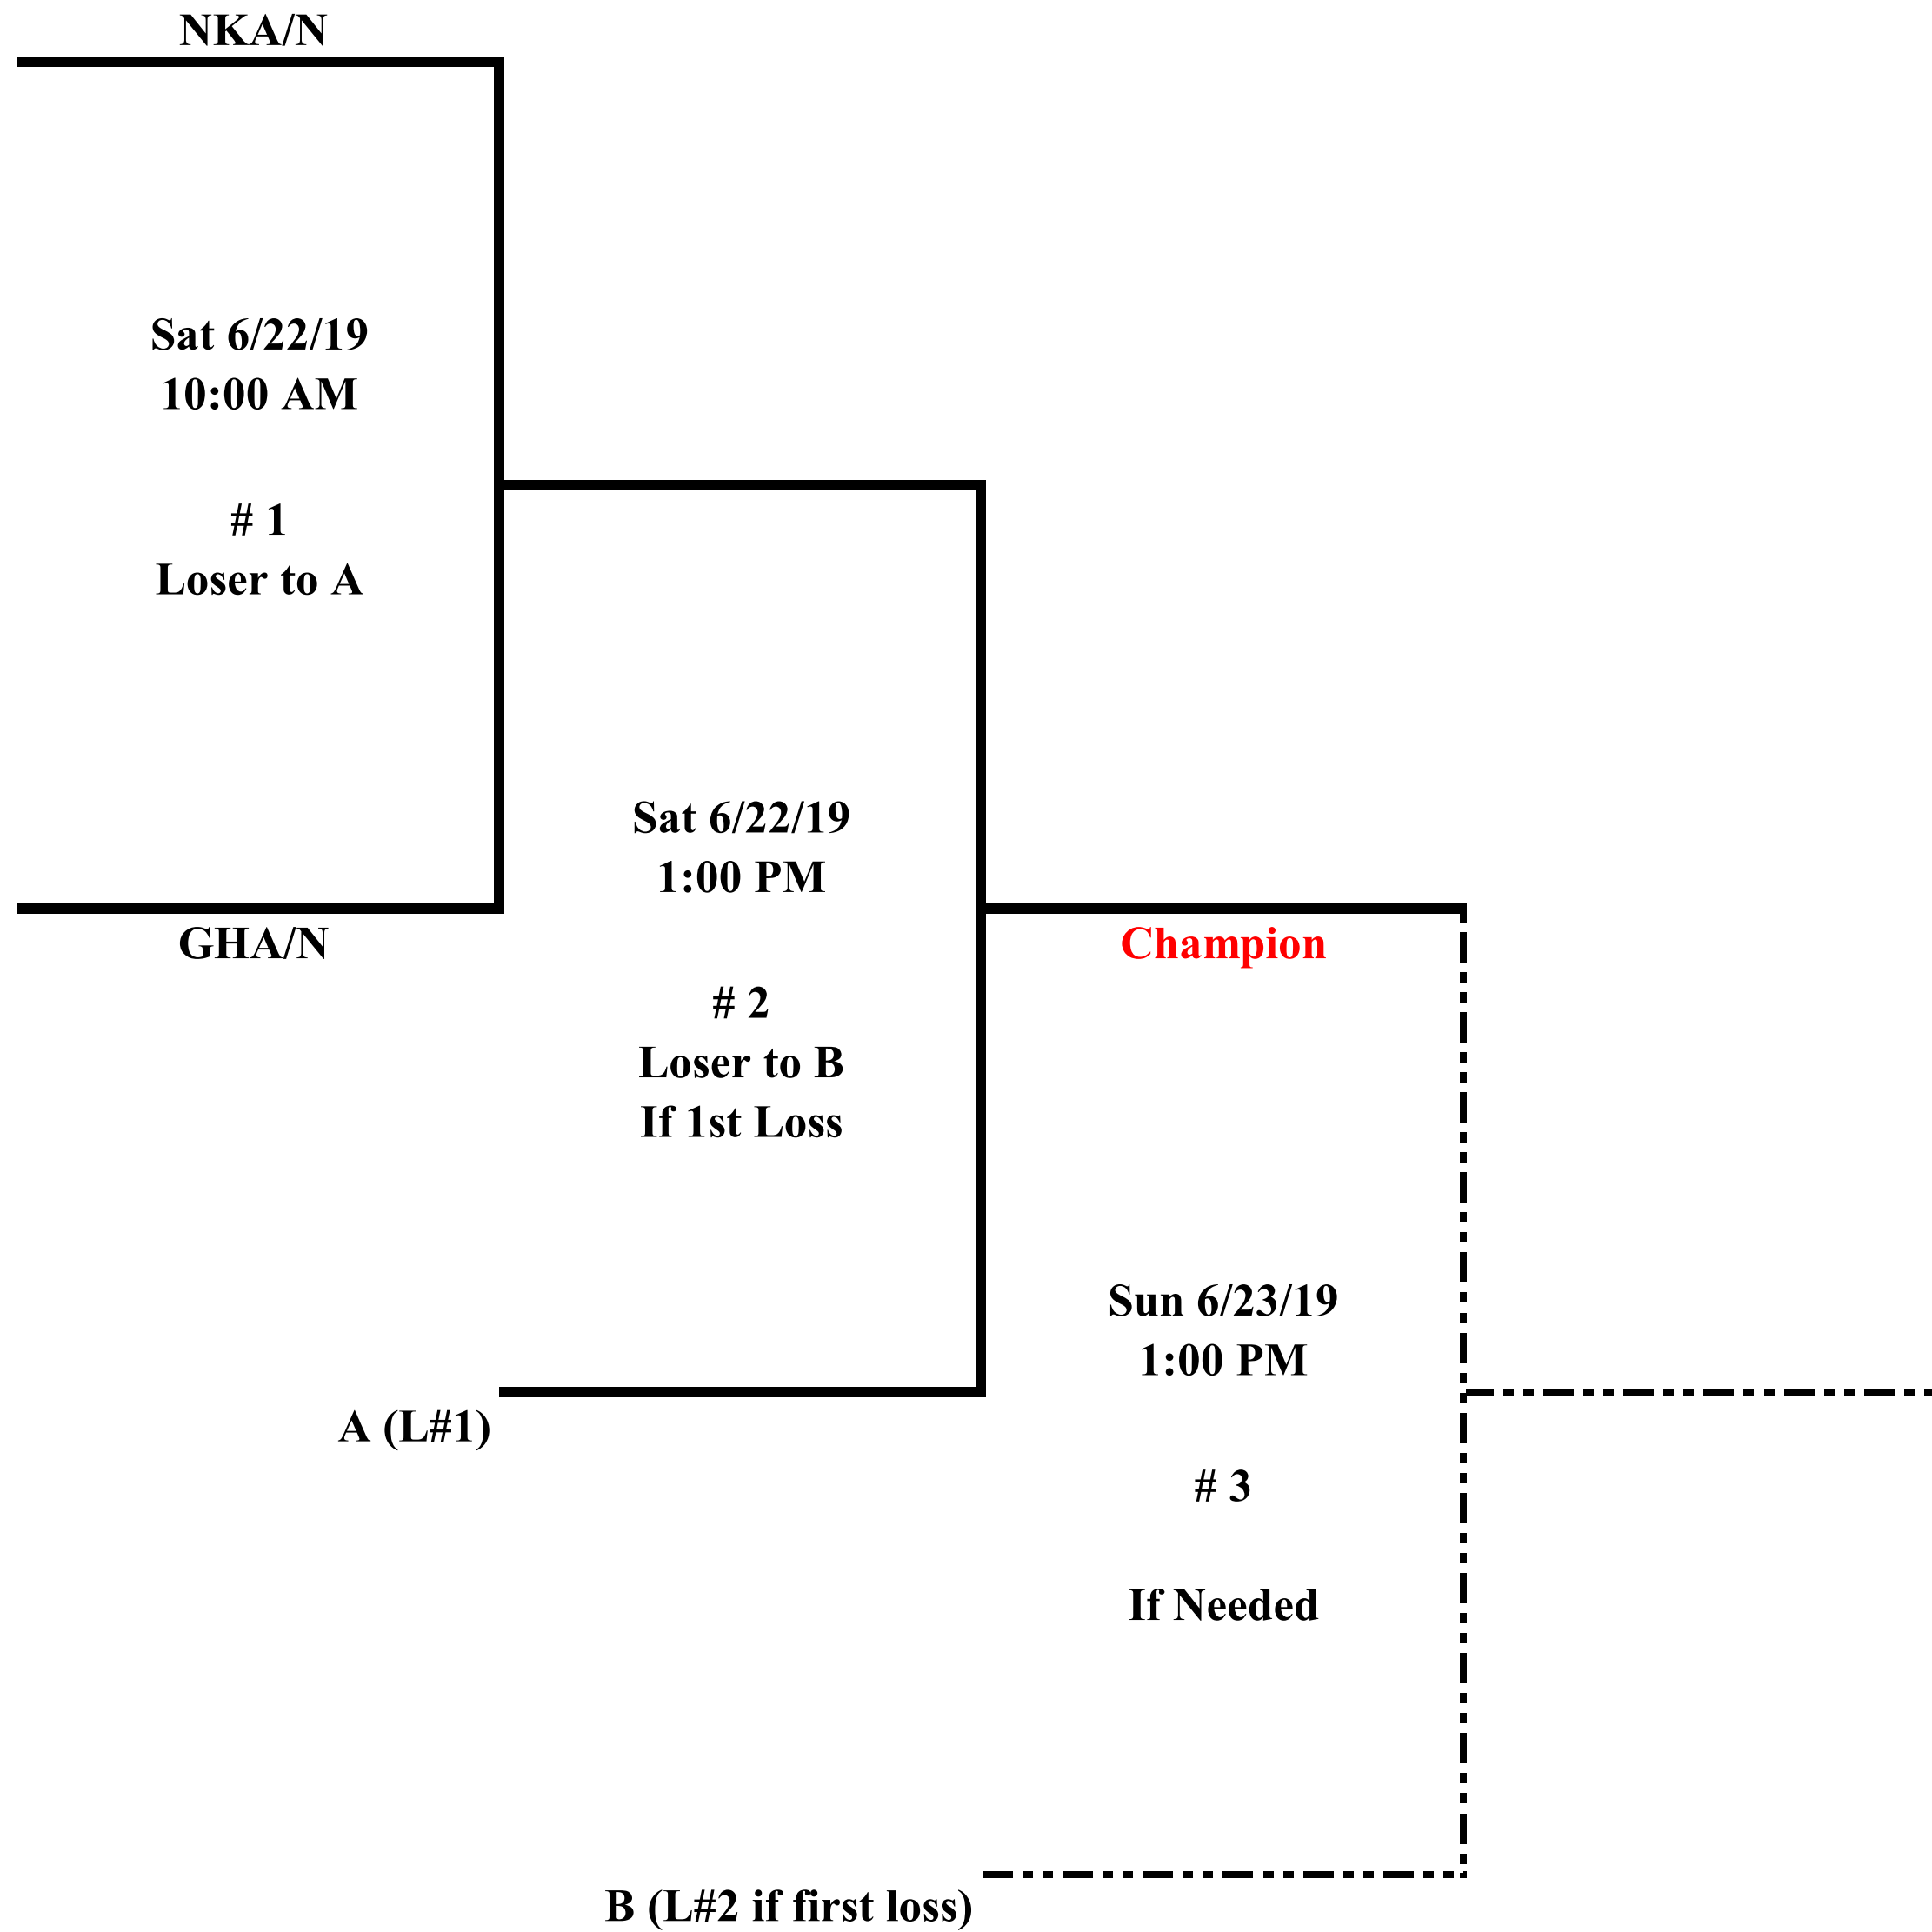 NKA/N
Sat 6/22/19
10:00 AM
# 1
Loser to A
GHA/N
Sat 6/22/19
1:00 PM
# 2
Loser to B
If 1st Loss
A (L#1)
Champion
Sun 6/23/19
1:00 PM
# 3
If Needed
B (L#2 if first loss)